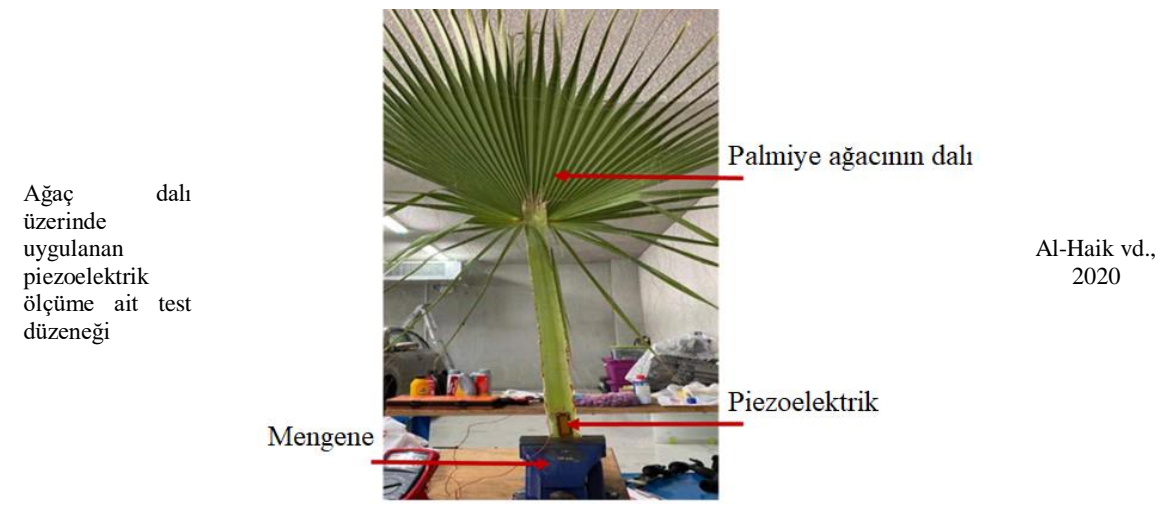 Ağaç dalı
üzerinde
uygulanan
piezoelektrik
ölçüme ait test
düzeneği
Palmiye ağacının dalı
Piezoelektrik
Mengene
Al-Haik vd.,
2020